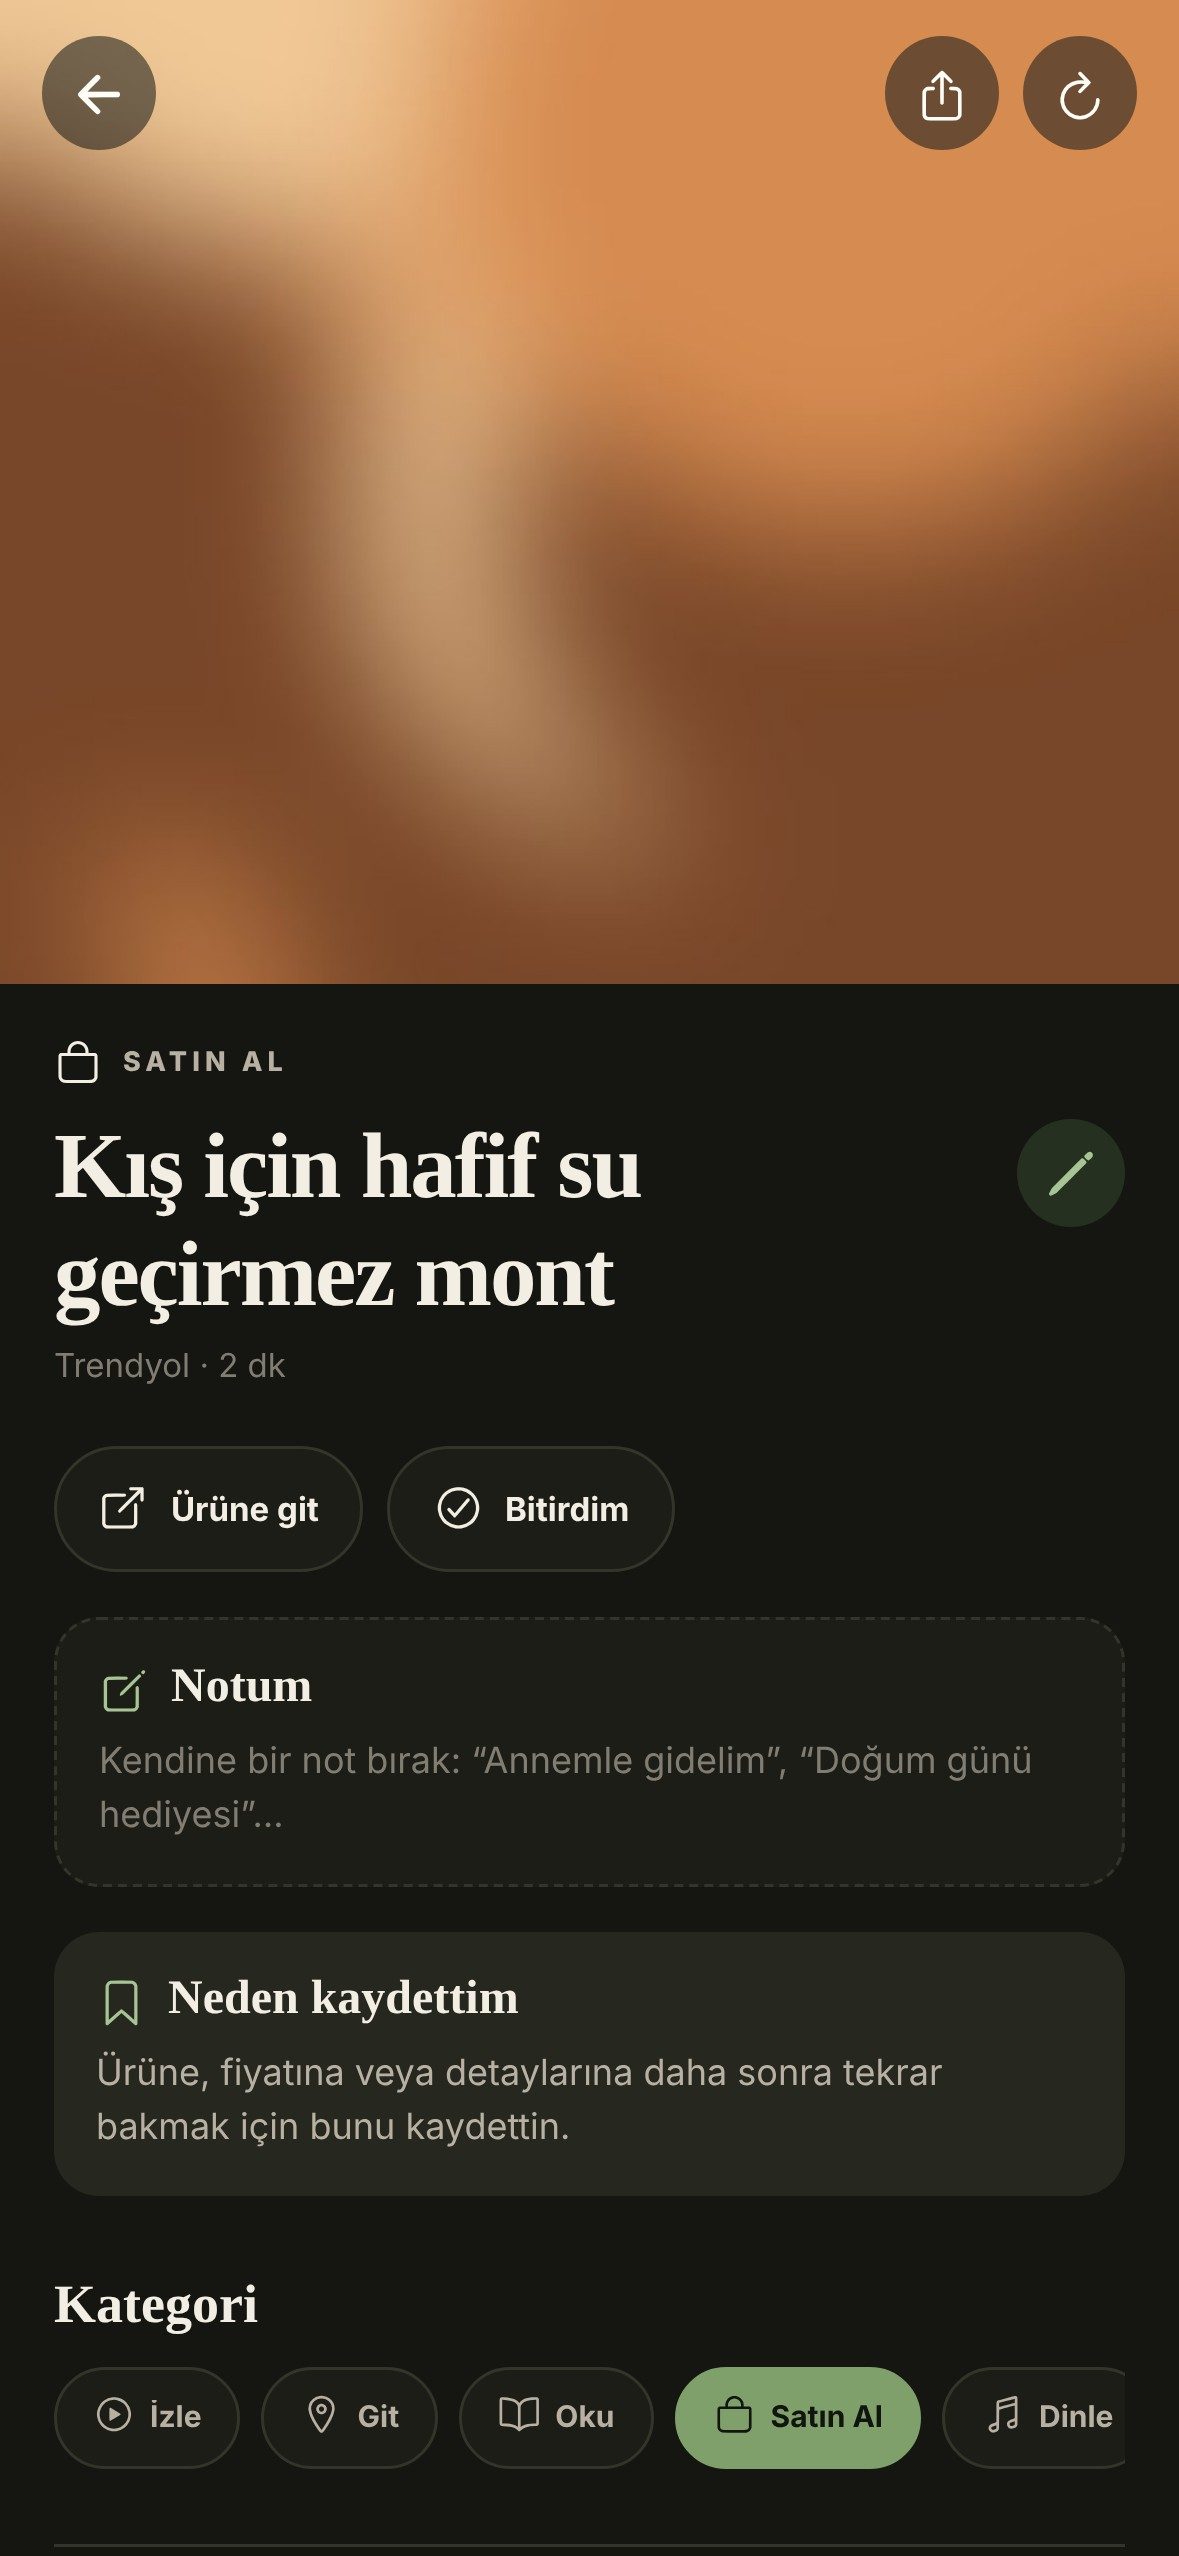 SATIN AL
Kış için hafif su
geçirmez mont
Trendyol · 2 dk
Ürüne git
Bitirdim
Notum
Kendine bir not bırak: “Annemle gidelim”, “Doğum günü
hediyesi”…
Neden kaydettim
Ürüne, fiyatına veya detaylarına daha sonra tekrar
bakmak için bunu kaydettin.
Kategori
İzle
Git
Oku
Satın Al
Dinle